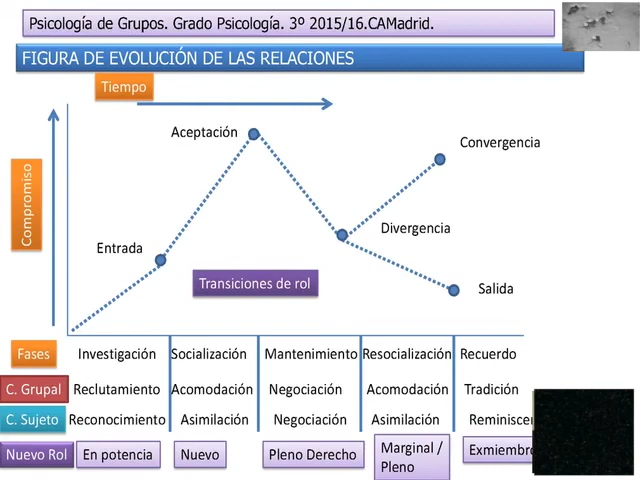 Psicología de Grupos. Grado Psicología. 3º 2015/16.CAMadrid.
FIGURA DE EVOLUCIÓN DE LAS RELACIONES
Tiempo
Aceptación
Convergencia
Compromiso
Divergencia
Entrada
Transiciones de rol
Salida
Fases Investigación Socialización Mantenimiento Resocialización Recuerdo
C. Grupal Reclutamiento Acomodación Negociación Acomodación Tradición
C. Sujeto Reconocimiento Asimilación Negociación Asimilación
Nuevo Rol En potencia Nuevo Pleno Derecho Marginal / Pleno